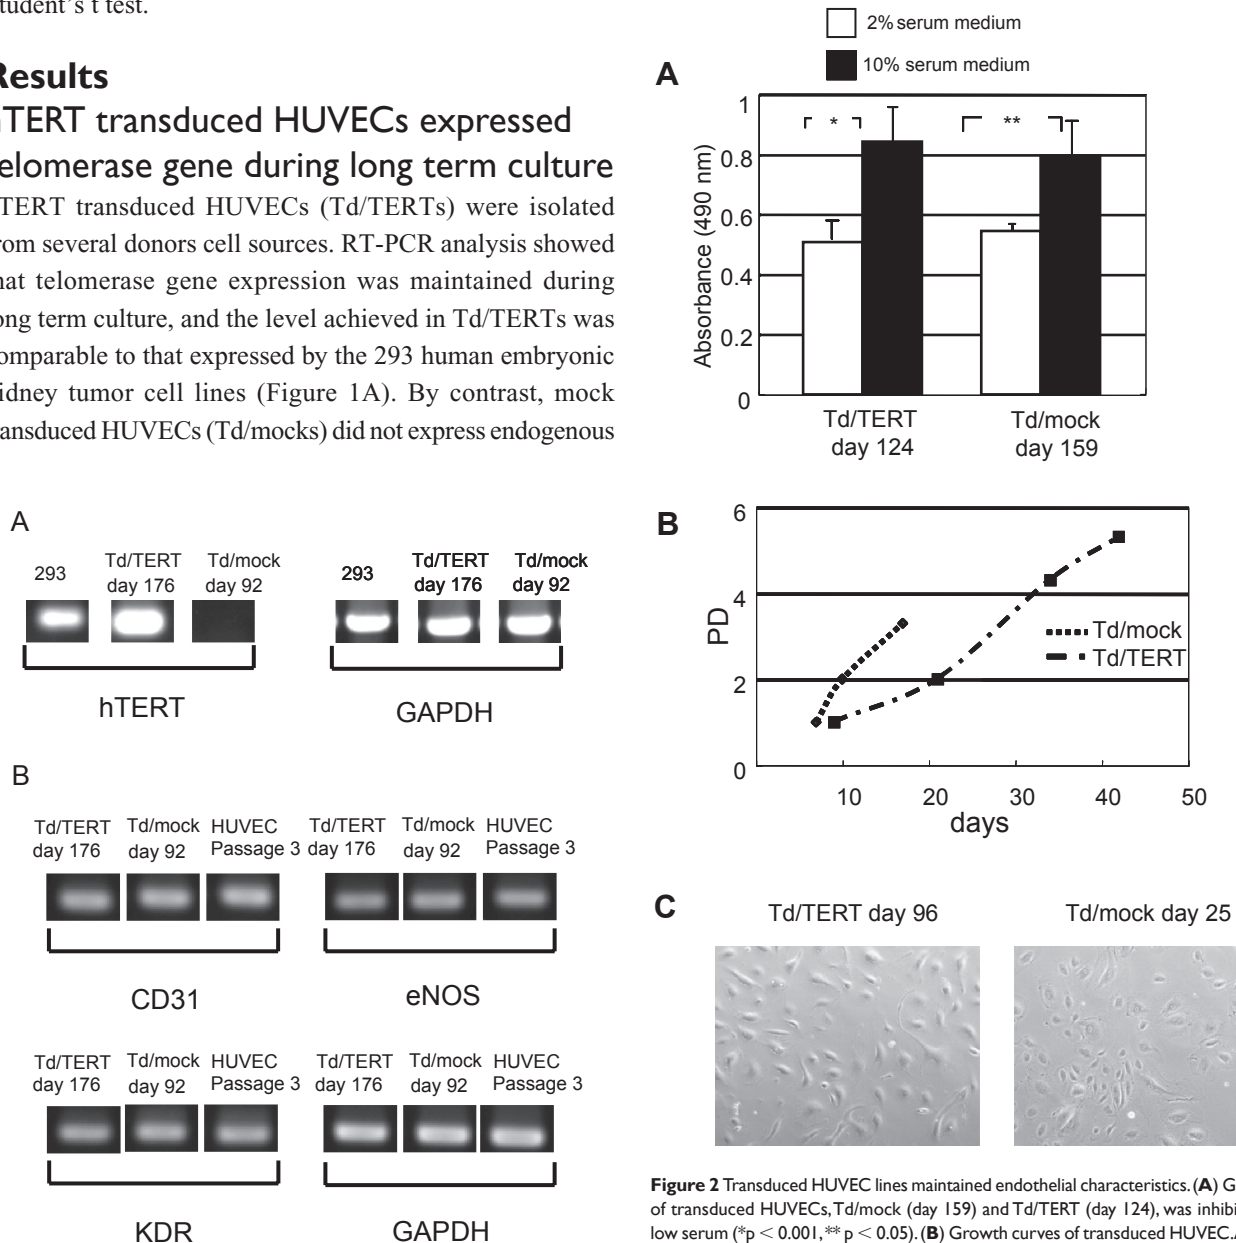 tudent's t test.
Results
TERT transduced HUVECs expressed
elomerase gene during long term culture
TERT transduced HUVECs (Td/TERTs) were isolated
rom several donors cell sources. RT-PCR analysis showed
hat telomerase gene expression was maintained during
ong term culture, and the level achieved in Td/TERTs was
omparable to that expressed by the 293 human embryonic
idney tumor cell lines (Figure 1A). By contrast, mock
ransduced HUVECs (Td/mocks) did not express endogenous
A
293 Td/TERT day 176 Td/mock day 92
293 Td/TERT day 176 Td/mock day 92
hTERT
GAPDH
B
Td/TERT day 176 Td/mock day 92 HUVEC Passage 3
Td/TERT day 176 Td/mock day 92 HUVEC Passage 3
CD31
eNOS
Td/TERT day 176 Td/mock day 92 HUVEC Passage 3
Td/TERT day 176 Td/mock day 92 HUVEC Passage 3
KDR
GAPDH
2% serum medium
10% serum medium
A
Absorbance (490 nm)
1
0.8
0.6
0.4
0.2
0
* **
Td/TERT Td/mock
day 124 day 159
B
PD
6
4
2
0
Td/mock
Td/TERT
10 20 30 40 50
days
C
Td/TERT day 96 Td/mock day 25
Figure 2 Transduced HUVEC lines maintained endothelial characteristics. (A) G
of transduced HUVECs, Td/mock (day 159) and Td/TERT (day 124), was inhibi
low serum (*p < 0.001, ** p < 0.05). (B) Growth curves of transduced HUVEC.